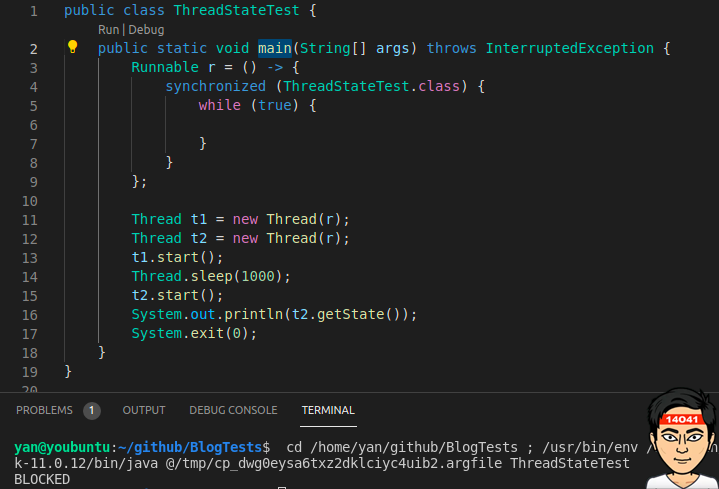 1 public class ThreadStateTest {
Run | Debug
2 public static void main(String[] args) throws InterruptedException {
3 Runnable r = () -> {
4 synchronized (ThreadStateTest.class) {
5 while (true) {
6
7 }
8 }
9 };
10
11 Thread t1 = new Thread(r);
12 Thread t2 = new Thread(r);
13 t1.start();
14 Thread.sleep(1000);
15 t2.start();
16 System.out.println(t2.getState());
17 System.exit(0);
18 }
19 }
20
PROBLEMS 1 OUTPUT DEBUG CONSOLE TERMINAL
14041
yan@youbuntu:~/github/BlogTests$ cd /home/yan/github/BlogTests ; /usr/bin/env /
k-11.0.12/bin/java @/tmp/cp_dwg0eysa6txz2dklciyc4uib2.argfile ThreadStateTest
BLOCKED